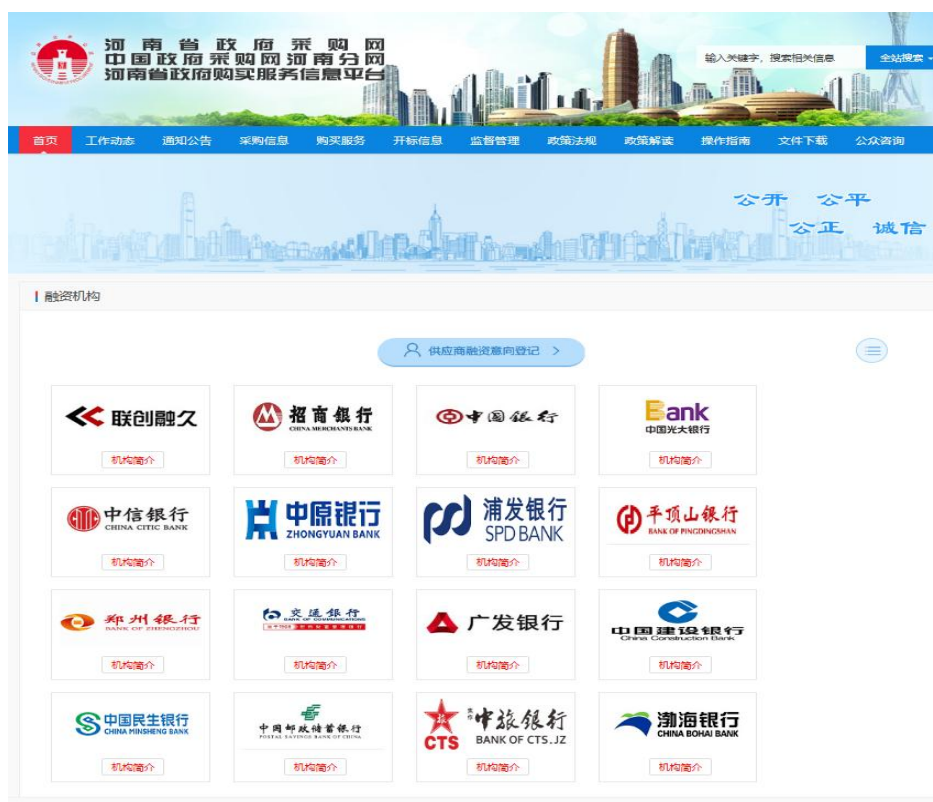 河南省政府采购网
中国政府采购网河南分网
河南省政府购买服务信息平台
输入关键字，搜索相关信息 全站搜索
首页 工作动态 通知公告 采购信息 购买服务 开标信息 监督管理 政策法规 政策解读 操作指南 文件下载 公众咨询
公开 公平
公正 诚信
融资机构
供应商融资意向登记 >
联创融久
机构简介
招商银行
CHINA MERCHANTS BANK
机构简介
中国银行
机构简介
Bank
中国光大银行
机构简介
中信银行
CHINA CITIC BANK
机构简介
中原银行
ZHONGYUAN BANK
机构简介
浦发银行
SPD BANK
机构简介
平顶山银行
BANK OF PINGDINGSHAN
机构简介
郑州银行
BANK OF ZHENGZHOU
机构简介
交通银行
BANK OF COMMUNICATIONS
机构简介
广发银行
机构简介
中国建设银行
China Construction Bank
机构简介
中国民生银行
CHINA MINSHENG BANK
机构简介
中国邮政储蓄银行
POSTAL SAVINGS BANK OF CHINA
机构简介
旅
CTS
焦作中旅银行
BANK OF CTS.JZ
机构简介
渤海银行
CHINA BOHAI BANK
机构简介